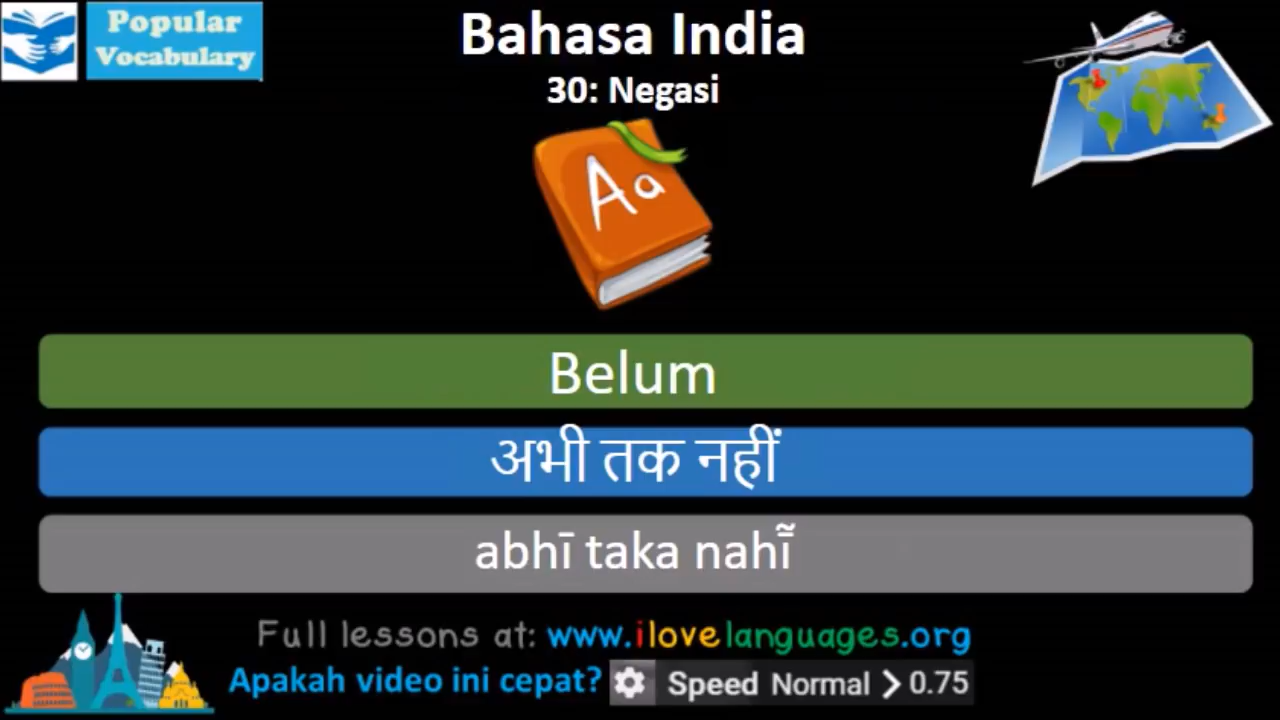 Popular
Vocabulary
Bahasa India
30: Negasi
Aa
Belum
अभी तक नहीं
abhī taka nahī̃
Full lessons at: www.ilovelanguages.org
Apakah video ini cepat? Speed Normal > 0.75